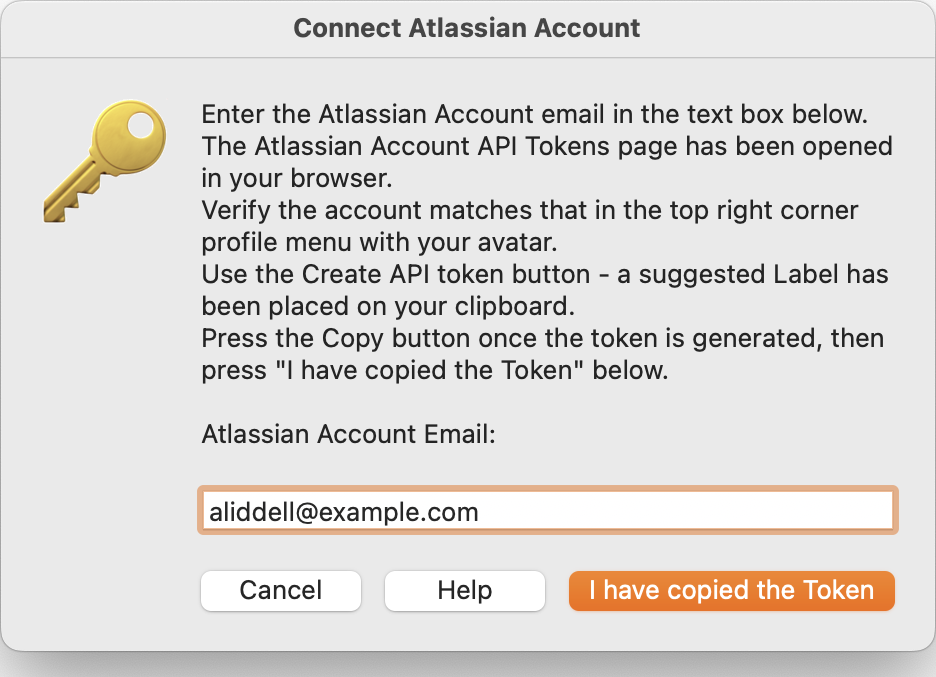 Connect Atlassian Account
Enter the Atlassian Account email in the text box below.
The Atlassian Account API Tokens page has been opened
in your browser.
Verify the account matches that in the top right corner
profile menu with your avatar.
Use the Create API token button - a suggested Label has
been placed on your clipboard.
Press the Copy button once the token is generated, then
press "I have copied the Token" below.
Atlassian Account Email:
aliddell@example.com
Cancel
Help
I have copied the Token